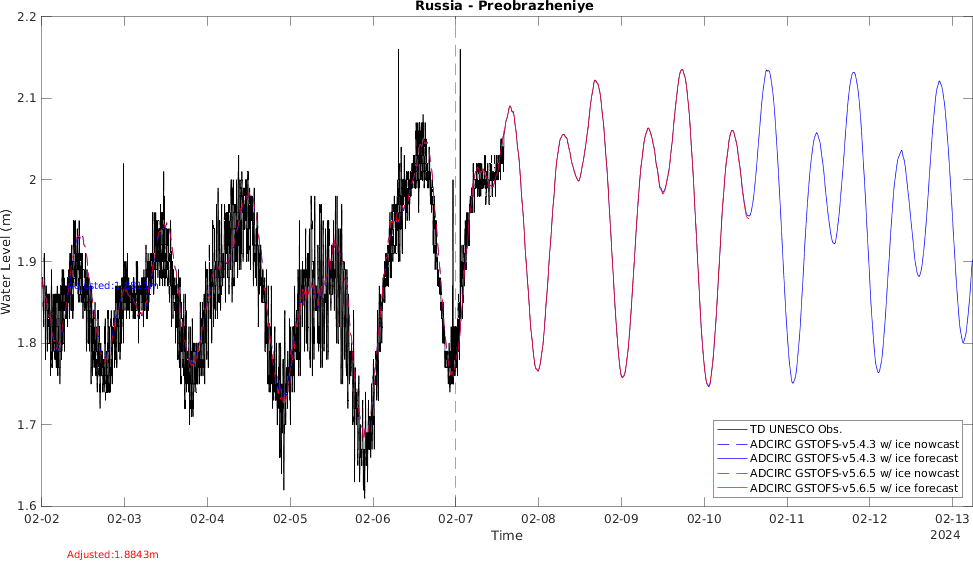 Russia - Preobrazheniye
Water Level (m)
2.2
2.1
2
1.9
1.8
1.7
1.6
02-02
02-03
02-04
02-05
02-06
02-07
02-08
02-09
02-10
02-11
02-12
02-13
2024
Time
TD UNESCO Obs.
ADCIRC GSTOFS-v5.4.3 w/ ice nowcast
ADCIRC GSTOFS-v5.4.3 w/ ice forecast
ADCIRC GSTOFS-v5.6.5 w/ ice nowcast
ADCIRC GSTOFS-v5.6.5 w/ ice forecast
Adjusted:1.8843m